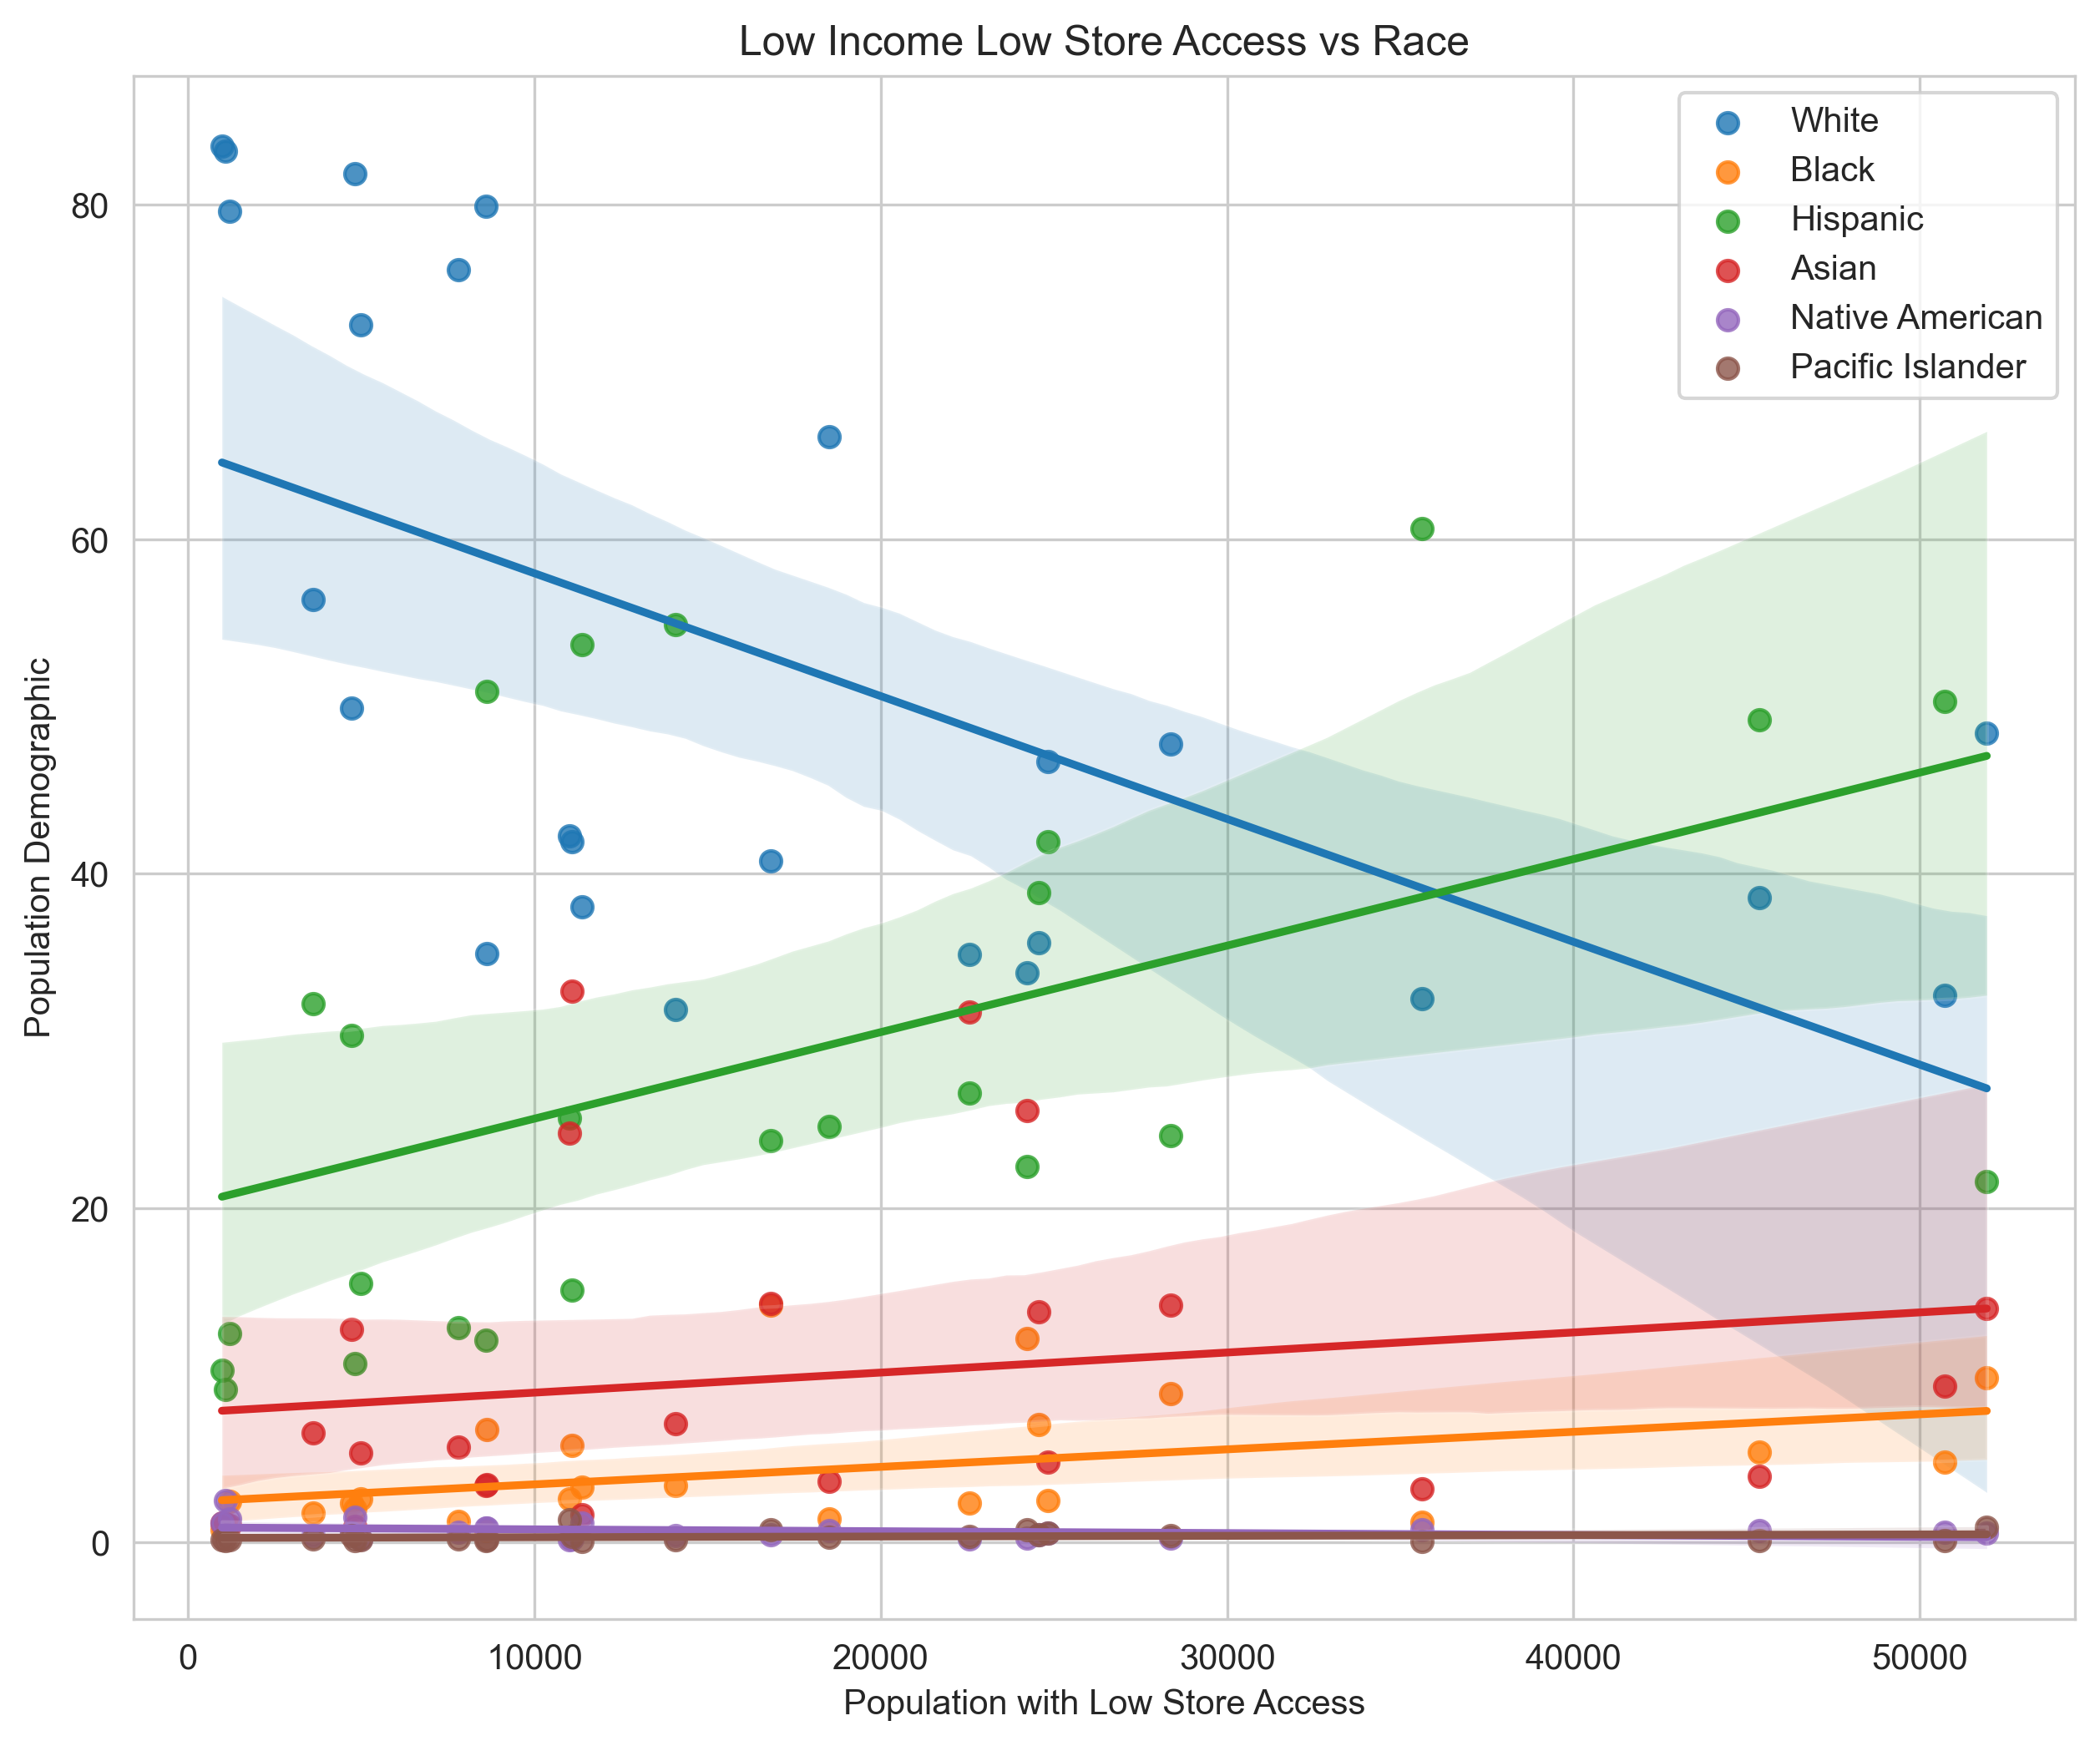 Low Income Low Store Access vs Race
White
Black
Hispanic
Asian
Native American
Pacific Islander
Population Demographic
80
60
40
20
0
0 10000 20000 30000 40000 50000
Population with Low Store Access